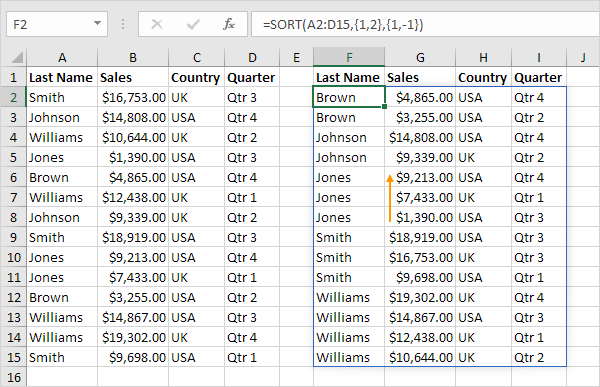 F2 fx =SORT(A2:D15,{1,2},{1,-1})
A B C D E F G H I J
1 Last Name Sales Country Quarter Last Name Sales Country Quarter
2 Smith $16,753.00 UK Qtr 3 Brown $4,865.00 USA Qtr 4
3 Johnson $14,808.00 USA Qtr 4 Brown $3,255.00 USA Qtr 2
4 Williams $10,644.00 UK Qtr 2 Johnson $14,808.00 USA Qtr 4
5 Jones $1,390.00 USA Qtr 3 Johnson $9,339.00 UK Qtr 2
6 Brown $4,865.00 USA Qtr 4 Jones $9,213.00 USA Qtr 4
7 Williams $12,438.00 UK Qtr 1 Jones $7,433.00 UK Qtr 1
8 Johnson $9,339.00 UK Qtr 2 Jones $1,390.00 USA Qtr 3
9 Smith $18,919.00 USA Qtr 3 Smith $18,919.00 USA Qtr 3
10 Jones $9,213.00 USA Qtr 4 Smith $16,753.00 UK Qtr 3
11 Jones $7,433.00 UK Qtr 1 Smith $9,698.00 USA Qtr 1
12 Brown $3,255.00 USA Qtr 2 Williams $19,302.00 UK Qtr 4
13 Williams $14,867.00 USA Qtr 3 Williams $14,867.00 USA Qtr 3
14 Williams $19,302.00 UK Qtr 4 Williams $12,438.00 UK Qtr 1
15 Smith $9,698.00 USA Qtr 1 Williams $10,644.00 UK Qtr 2
16